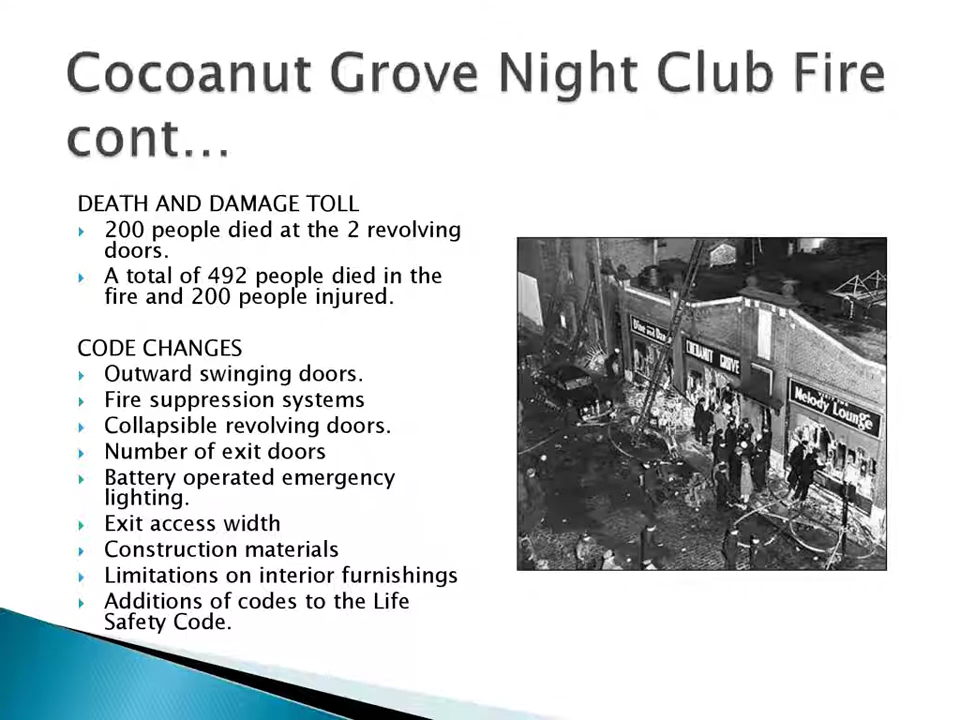 Cocoanut Grove Night Club Fire
cont...
DEATH AND DAMAGE TOLL
200 people died at the 2 revolving
doors.
A total of 492 people died in the
fire and 200 people injured.
CODE CHANGES
Outward swinging doors.
Fire suppression systems
Collapsible revolving doors.
Number of exit doors
Battery operated emergency
lighting.
Exit access width
Construction materials
Limitations on interior furnishings
Additions of codes to the Life
Safety Code.
Dine and
COCOANUT GROVE
Melody Lounge